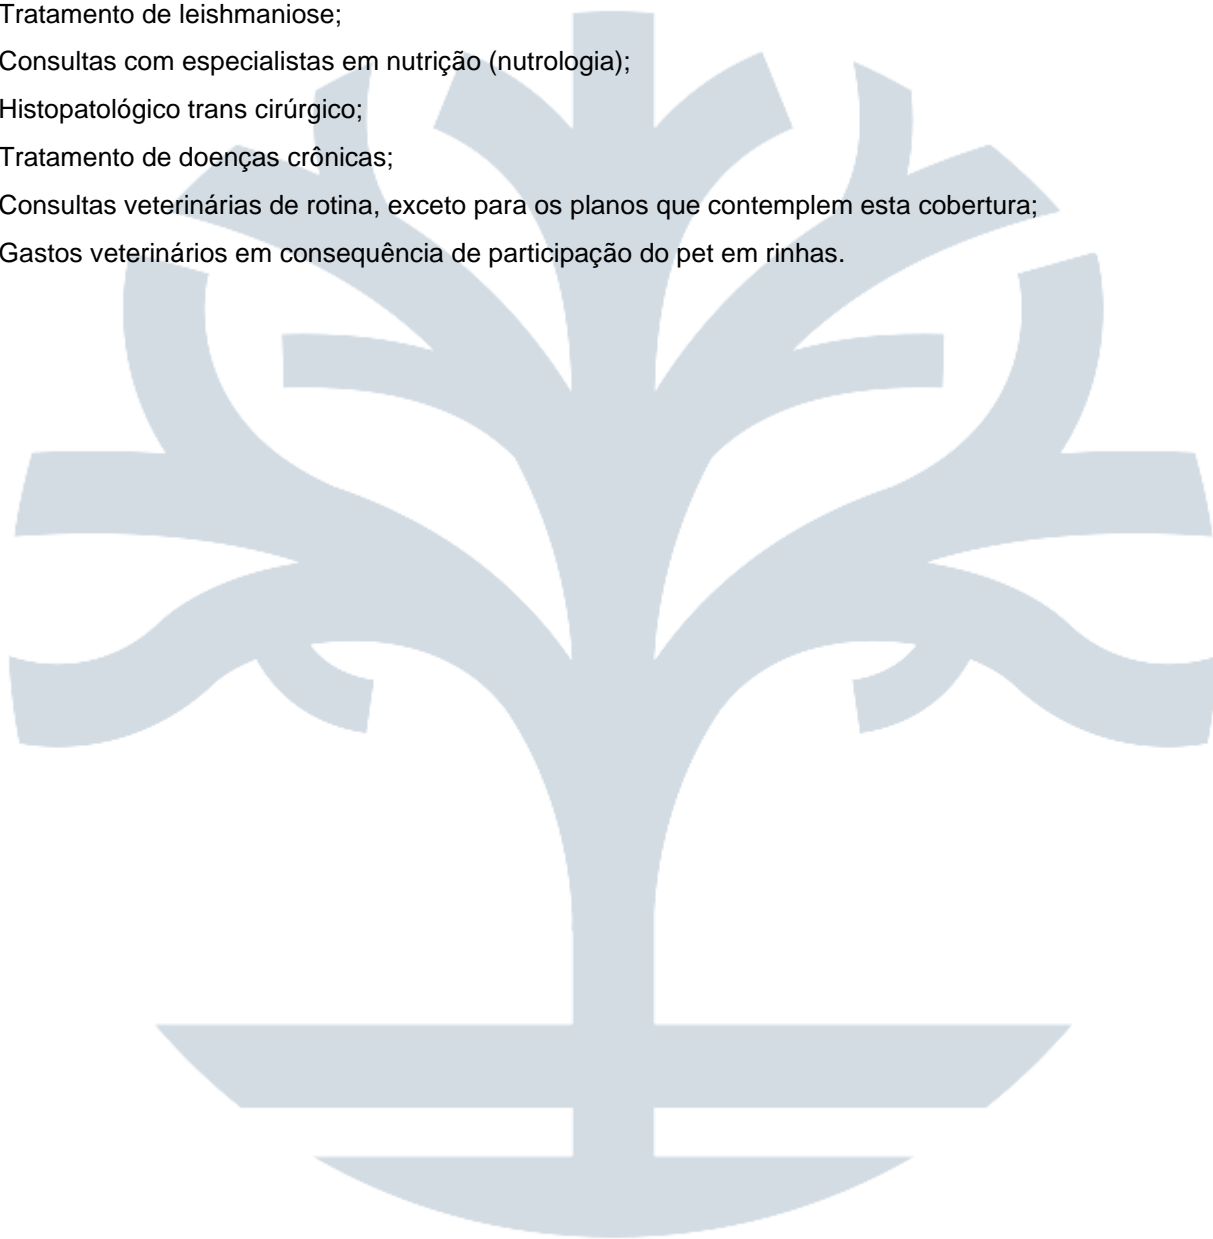 Tratamento de leishmaniose;
Consultas com especialistas em nutrição (nutrologia);
Histopatológico trans cirúrgico;
Tratamento de doenças crônicas;
Consultas veterinárias de rotina, exceto para os planos que contemplem esta cobertura;
Gastos veterinários em consequência de participação do pet em rinhas.